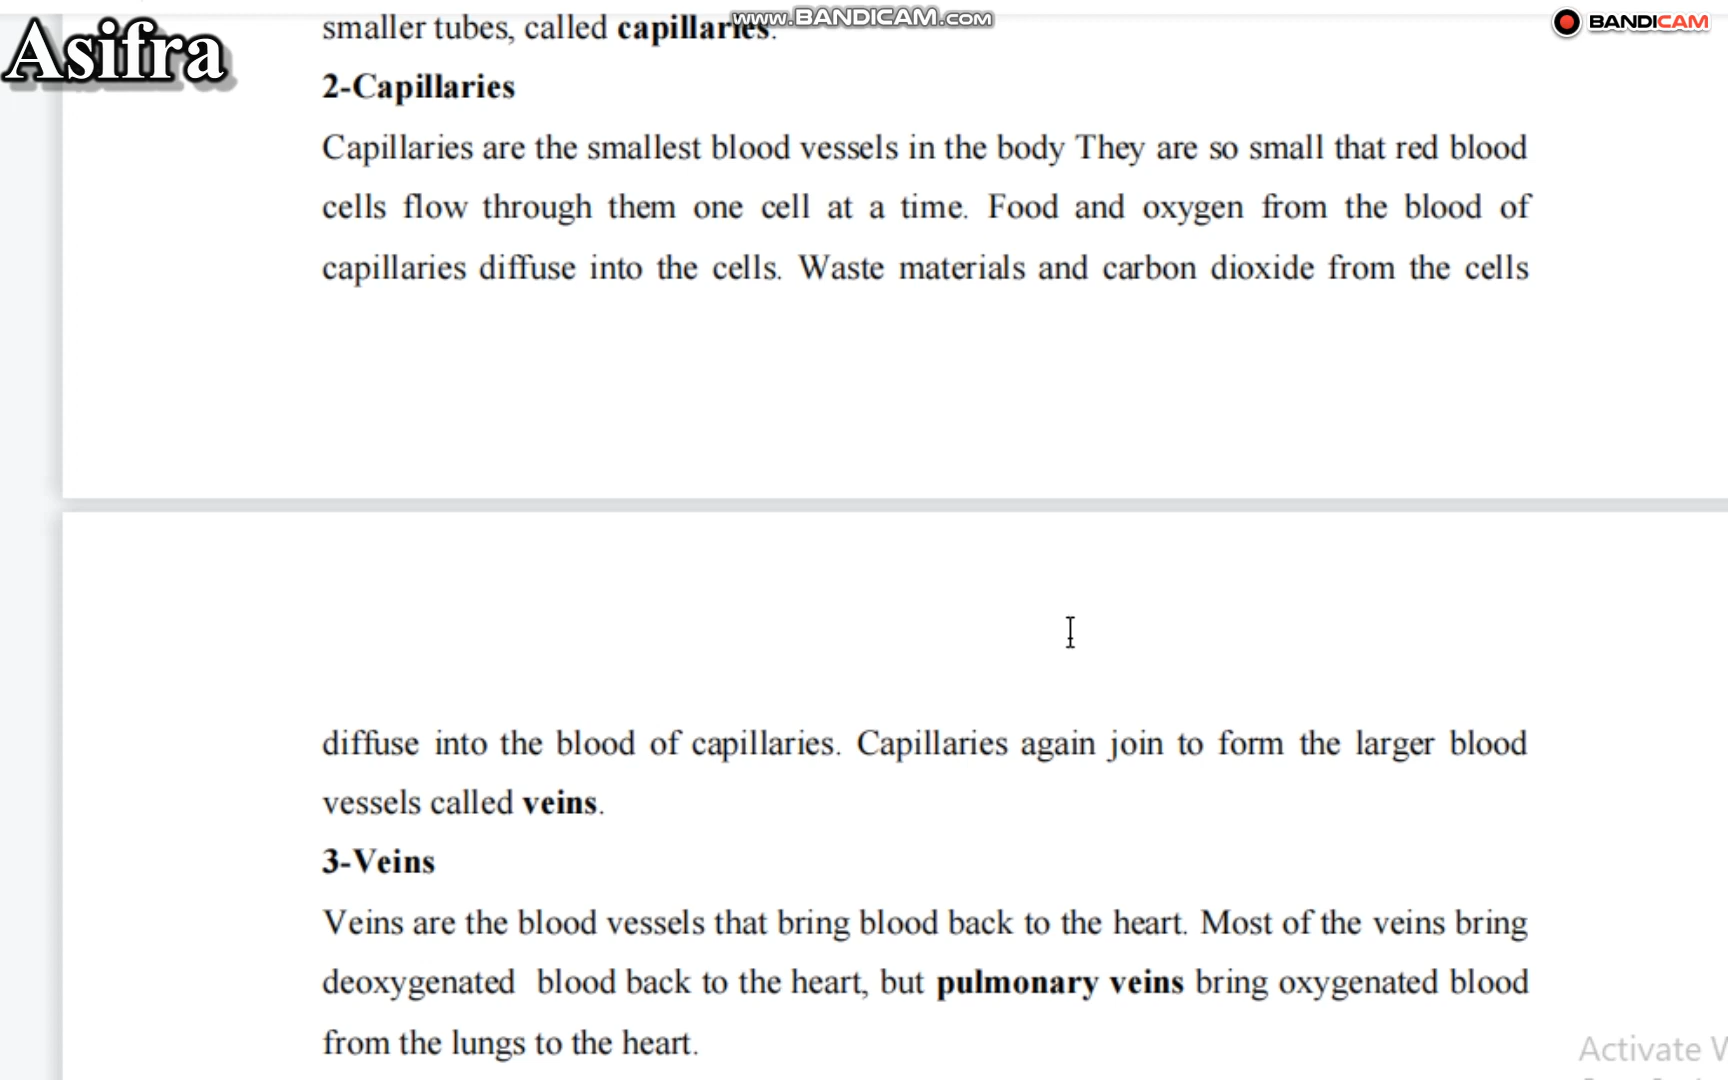 www.BANDICAM.com
BANDICAM
Asifra
smaller tubes, called capillaries.
2-Capillaries
Capillaries are the smallest blood vessels in the body They are so small that red blood
cells flow through them one cell at a time. Food and oxygen from the blood of
capillaries diffuse into the cells. Waste materials and carbon dioxide from the cells
diffuse into the blood of capillaries. Capillaries again join to form the larger blood
vessels called veins.
3-Veins
Veins are the blood vessels that bring blood back to the heart. Most of the veins bring
deoxygenated blood back to the heart, but pulmonary veins bring oxygenated blood
from the lungs to the heart.
Activate